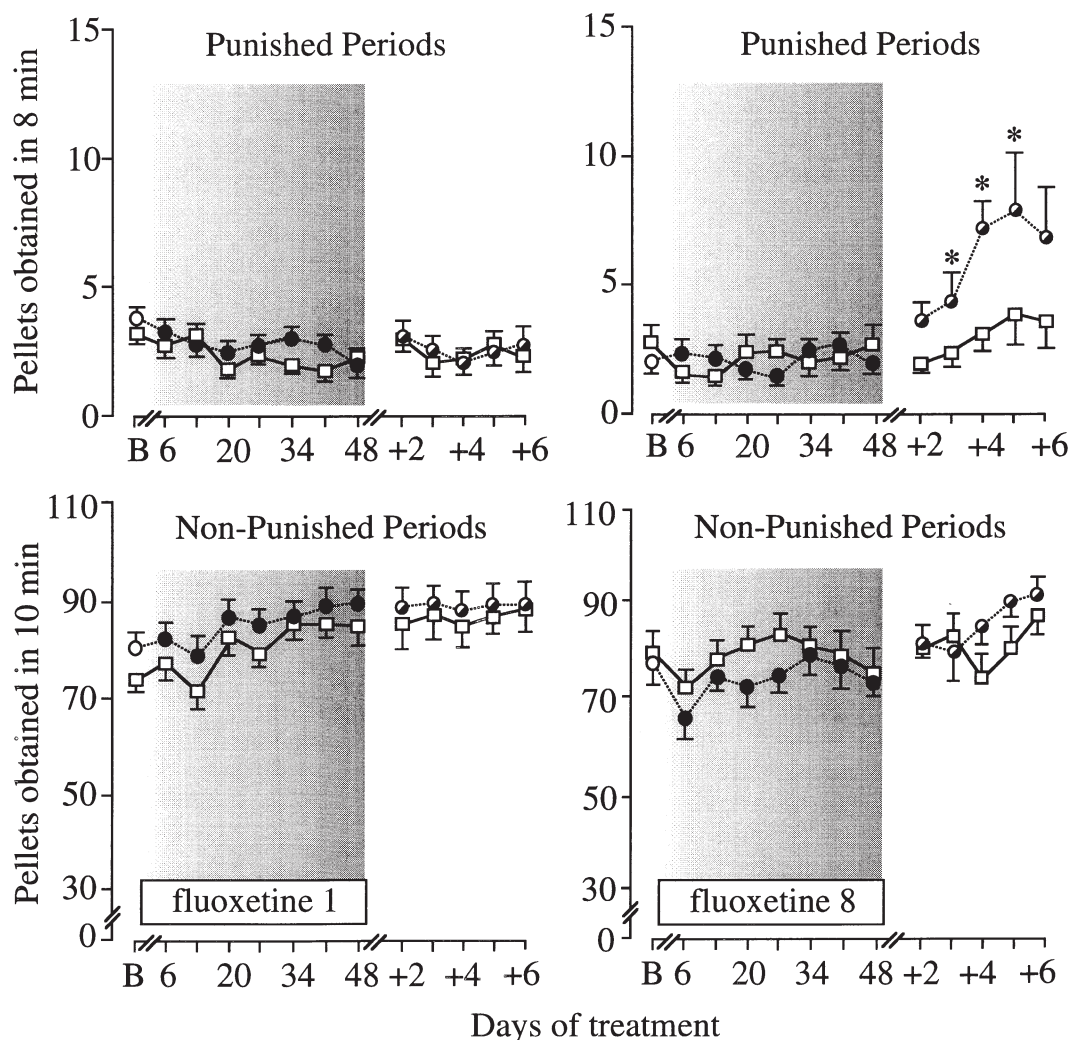 Punished Periods
Punished Periods
Pellets obtained in 8 min
15
10
5
0
B 6 20 34 48 +2 +4 +6
15
10
5
0
B 6 20 34 48 +2 +4 +6
* * *
Non-Punished Periods
Non-Punished Periods
Pellets obtained in 10 min
110
90
70
50
30
0
fluoxetine 1
B 6 20 34 48 +2 +4 +6
110
90
70
50
30
0
fluoxetine 8
B 6 20 34 48 +2 +4 +6
Days of treatment